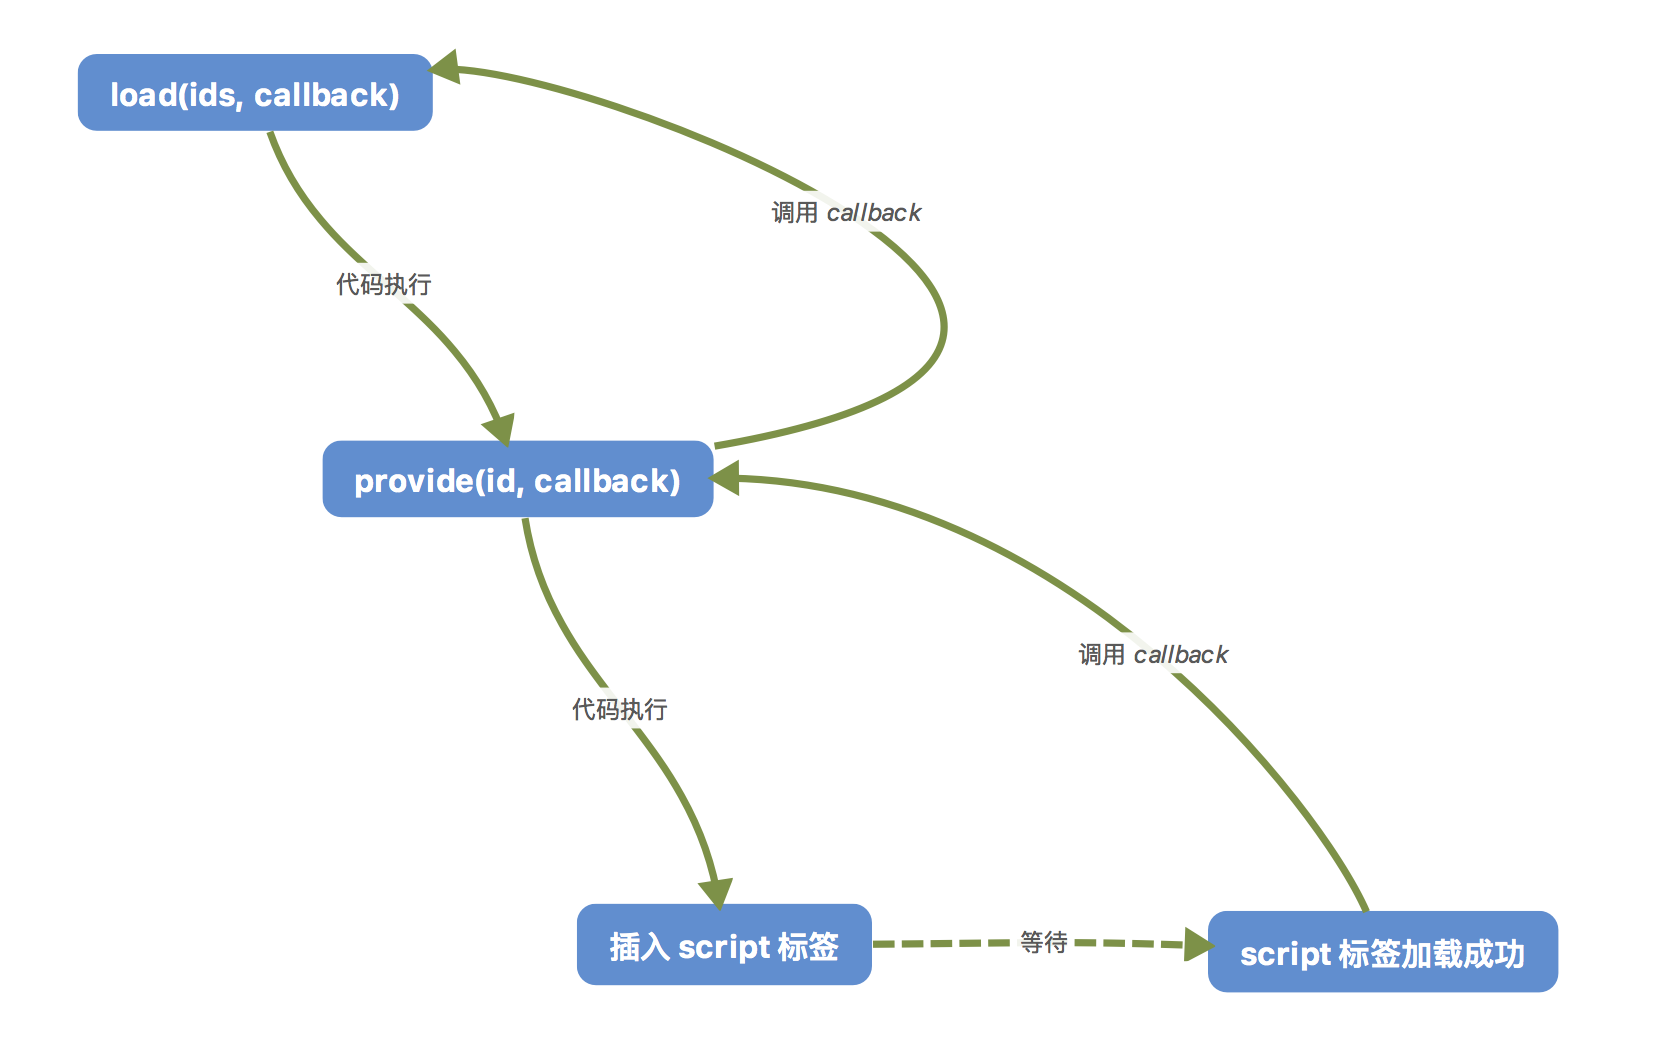 load(ids, callback)
调用 callback
代码执行
provide(id, callback)
调用 callback
代码执行
插入 script 标签
等待
script 标签加载成功